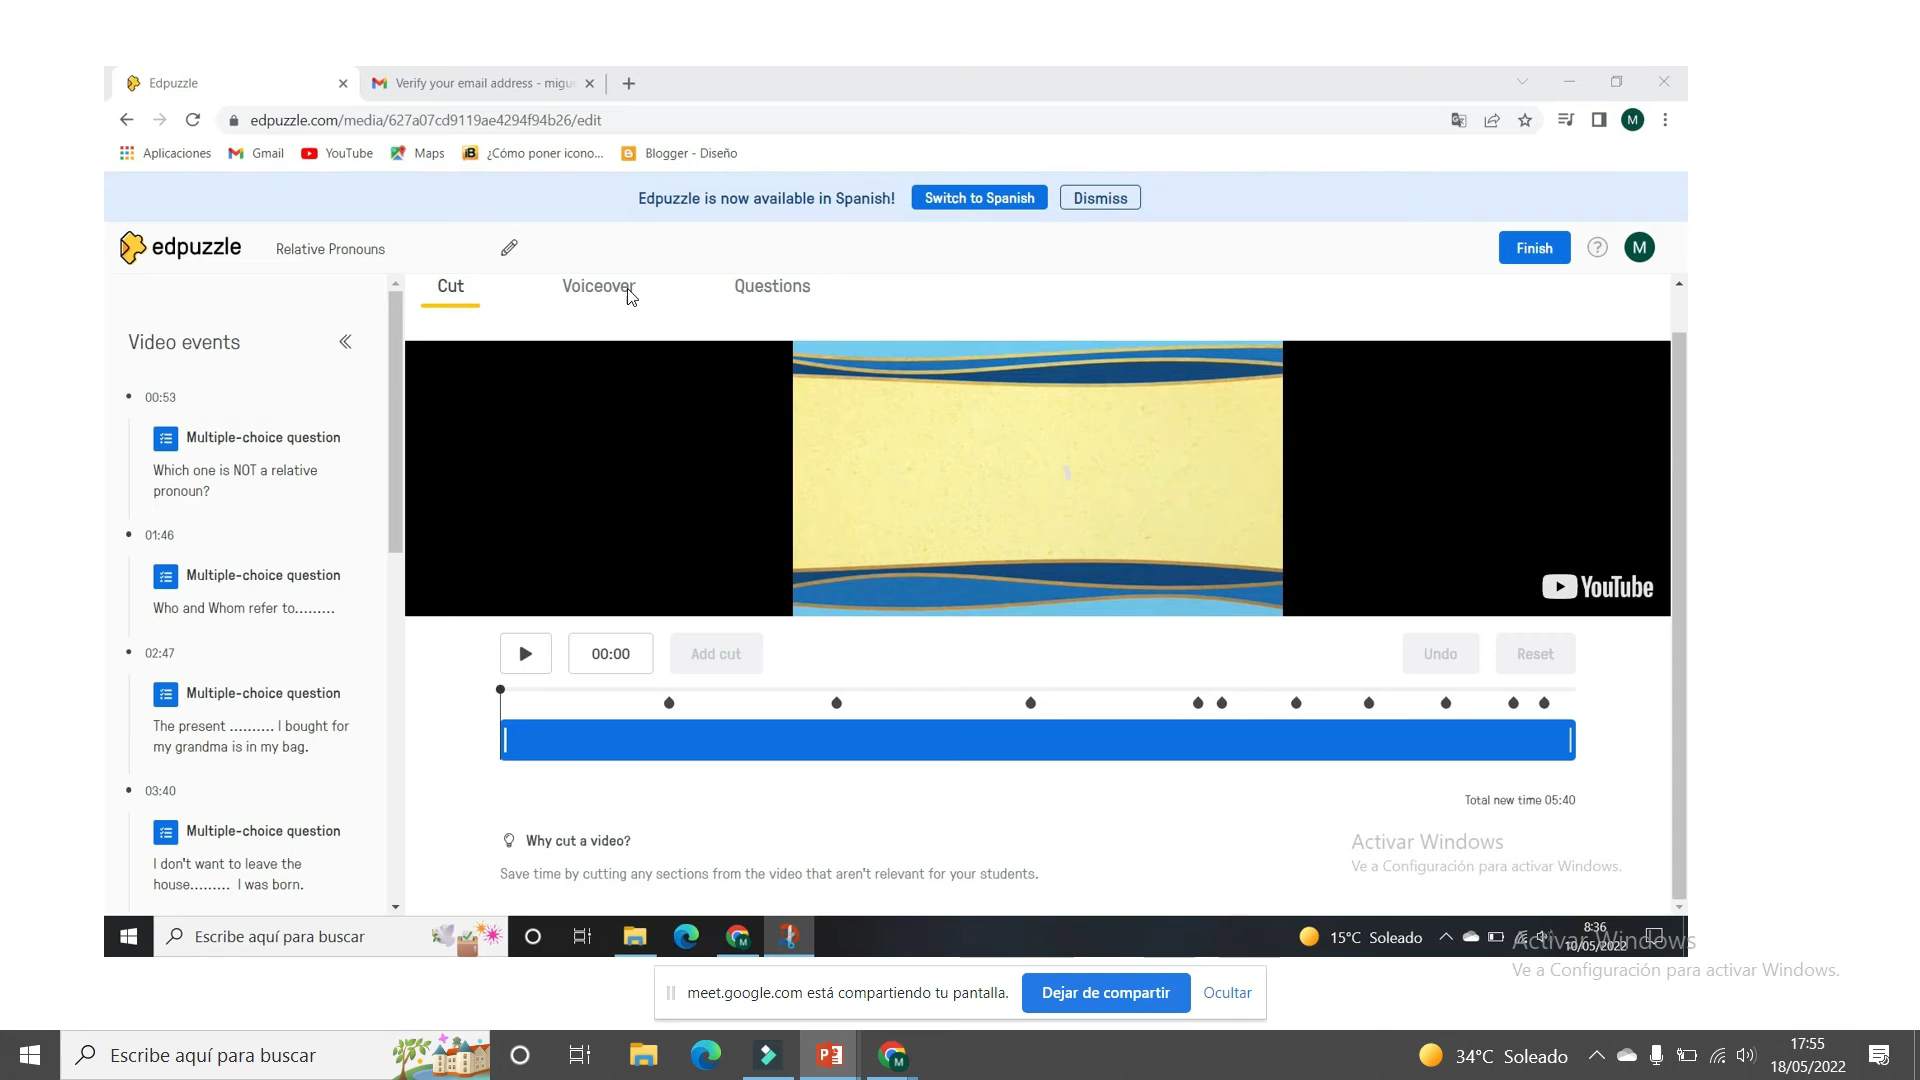 Edpuzzle
Verify your email address - migu
edpuzzle.com/media/627a07cd9119ae4294f94b26/edit
M
Aplicaciones
Gmail
YouTube
Maps
¿Cómo poner icono...
Blogger - Diseño
Edpuzzle is now available in Spanish!
Switch to Spanish
Dismiss
edpuzzle
Relative Pronouns
Finish
?
M
Cut
Voiceover
Questions
Video events
00:53
Multiple-choice question
Which one is NOT a relative
pronoun?
01:46
Multiple-choice question
Who and Whom refer to.........
02:47
Multiple-choice question
The present .......... I bought for
my grandma is in my bag.
03:40
Multiple-choice question
I don't want to leave the
house......... I was born.
YouTube
00:00
Add cut
Undo
Reset
Total new time 05:40
Why cut a video?
Save time by cutting any sections from the video that aren't relevant for your students.
Activar Windows
Ve a Configuración para activar Windows.
Escribe aquí para buscar
15°C Soleado
8:36
10/05/2022
Activar Windows
Ve a Configuración para activar Windows.
meet.google.com está compartiendo tu pantalla.
Dejar de compartir
Ocultar
Escribe aquí para buscar
34°C Soleado
17:55
18/05/2022